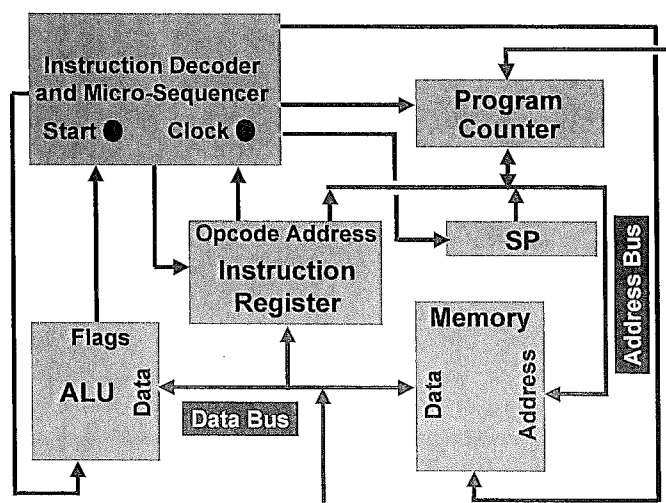 Instruction Decoder
and Micro-Sequencer
Start
Clock
Program
Counter
Opcode Address
Instruction
Register
SP
Address Bus
Flags
ALU
Data
Data Bus
Memory
Data
Address